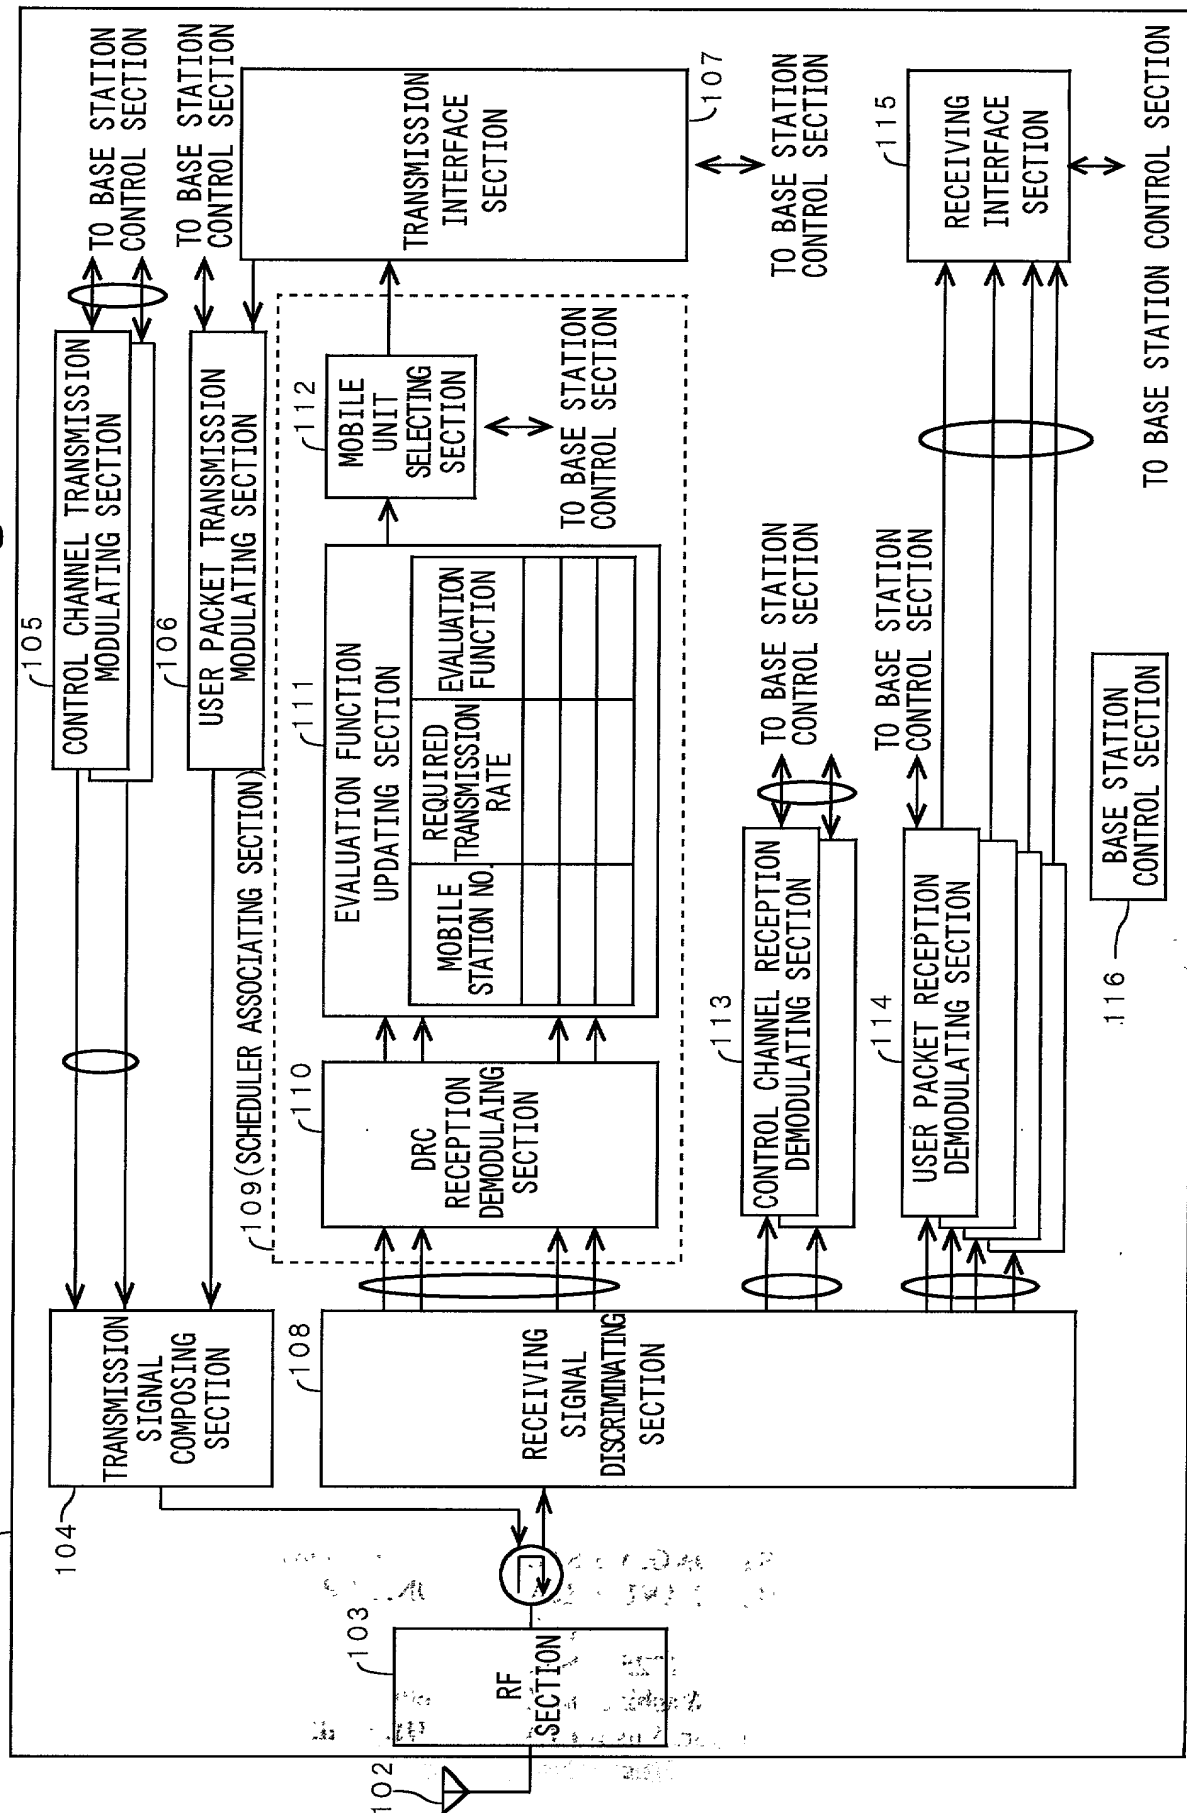 102
103
RF
SECTION
104
TRANSMISSION
SIGNAL
COMPOSING
SECTION
108
RECEIVING
SIGNAL
DISCRIMINATING
SECTION
105
CONTROL CHANNEL TRANSMISSION
MODULATING SECTION
TO BASE STATION
CONTROL SECTION
106
USER PACKET TRANSMISSION
MODULATING SECTION
TO BASE STATION
CONTROL SECTION
109(SCHEDULER ASSOCIATING SECTION)
110
DRC
RECEPTION
DEMODULAING
SECTION
111
EVALUATION FUNCTION
UPDATING SECTION
MOBILE
STATION NO.
REQUIRED
TRANSMISSION
RATE
EVALUATION
FUNCTION
112
MOBILE
UNIT
SELECTING
SECTION
TO BASE STATION
CONTROL SECTION
TRANSMISSION
INTERFACE
SECTION
107
TO BASE STATION
CONTROL SECTION
113
CONTROL CHANNEL RECEPTION
DEMODULATING SECTION
TO BASE STATION
CONTROL SECTION
114
USER PACKET RECEPTION
DEMODULATING SECTION
TO BASE STATION
CONTROL SECTION
115
RECEIVING
INTERFACE
SECTION
TO BASE STATION CONTROL SECTION
116
BASE STATION
CONTROL SECTION